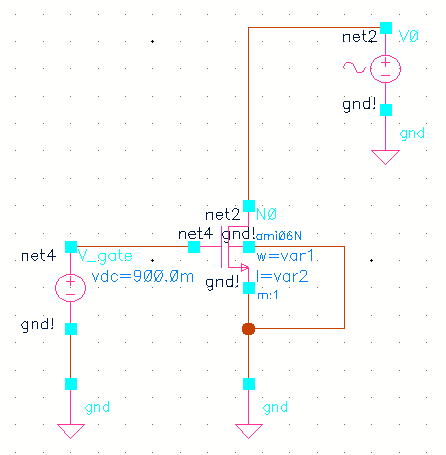 net2 V0
gnd!
gnd
net2 N0
net4 gnd! ami06N
net4 V_gate w=var1
vdc=900.0m gnd! l=var2
m:1
gnd!
gnd gnd